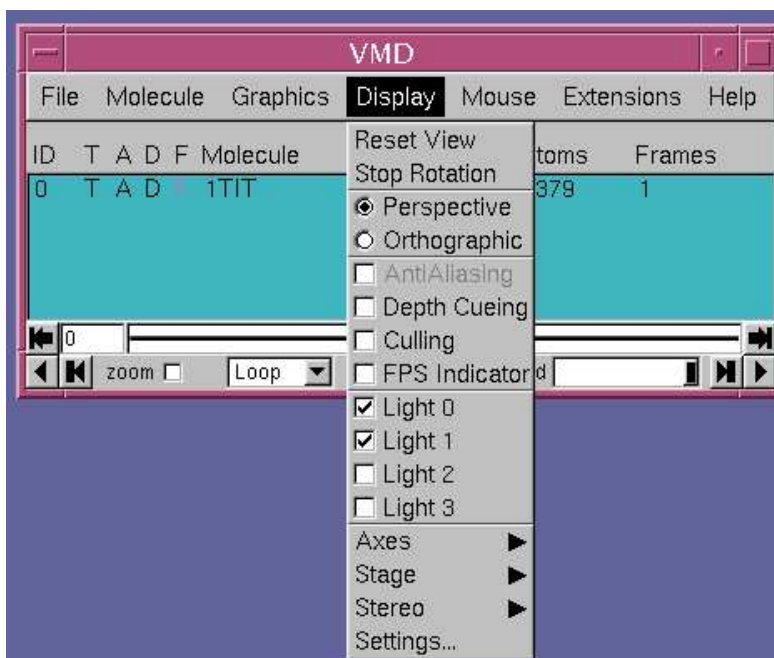 VMD
File Molecule Graphics Display Mouse Extensions Help
ID T A D F Molecule toms Frames
0 T A D F 1TIT 379 1
Reset View
Stop Rotation
Perspective
Orthographic
AntiAliasing
Depth Cueing
Culling
FPS Indicator
0
zoom Loop d
Light 0
Light 1
Light 2
Light 3
Axes
Stage
Stereo
Settings...